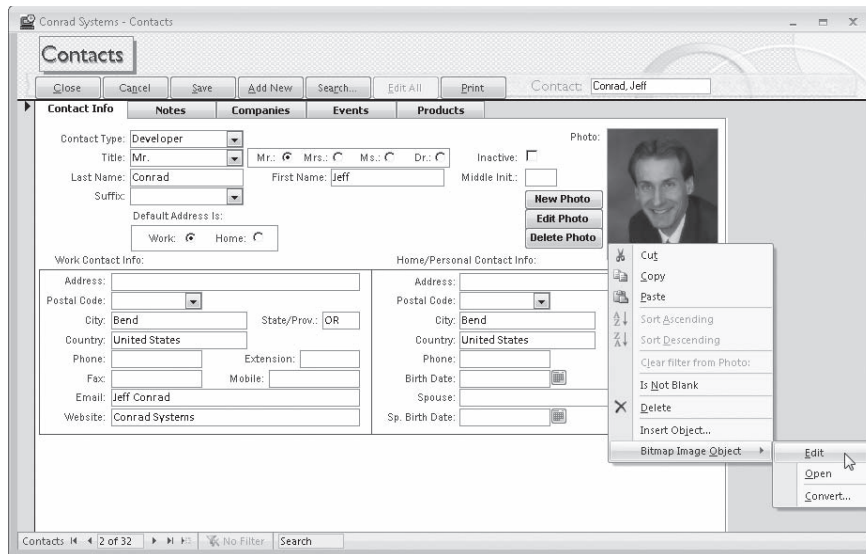 Conrad Systems - Contacts
Contacts
Close Cancel Save Add New Search... Edit All Print Contact: Conrad, Jeff
Contact Info Notes Companies Events Products
Contact Type: Developer Photo:
Title: Mr. Mr.: Mrs.: Ms.: Dr.: Inactive:
Last Name: Conrad First Name: Jeff Middle Init.:
Suffix: New Photo
Default Address Is: Edit Photo
Work: Home: Delete Photo
Work Contact Info: Home/Personal Contact Info:
Address: Address:
Postal Code: Postal Code:
City: Bend State/Prov.: OR City: Bend
Country: United States Country: United States
Phone: Extension: Phone:
Fax: Mobile: Birth Date:
Email: Jeff Conrad Spouse:
Website: Conrad Systems Sp. Birth Date:
Cut
Copy
Paste
Sort Ascending
Sort Descending
Clear filter from Photo:
Is Not Blank
Delete
Insert Object...
Bitmap Image Object
Edit
Open
Convert...
Contacts 2 of 32 No Filter Search